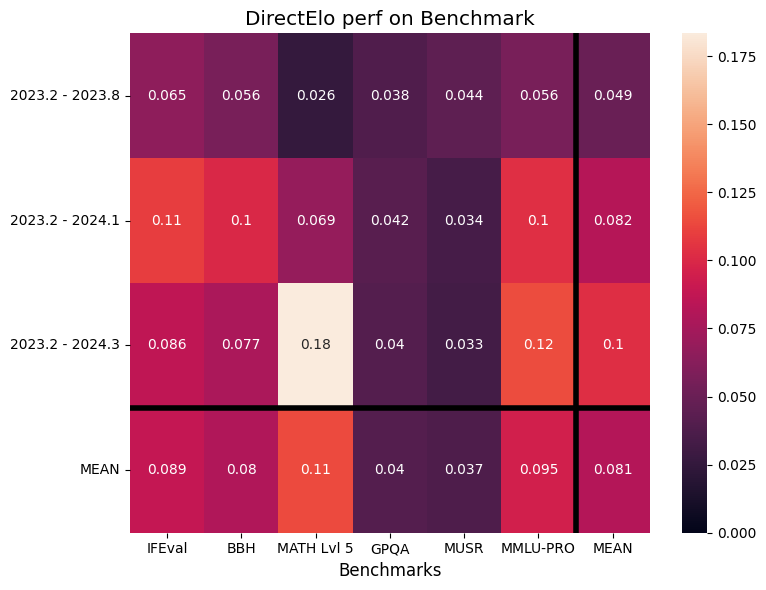 DirectElo perf on Benchmark
2023.2 - 2023.8 0.065 0.056 0.026 0.038 0.044 0.056 0.049
2023.2 - 2024.1 0.11 0.1 0.069 0.042 0.034 0.1 0.082
2023.2 - 2024.3 0.086 0.077 0.18 0.04 0.033 0.12 0.1
MEAN 0.089 0.08 0.11 0.04 0.037 0.095 0.081
IFEval BBH MATH Lvl 5 GPQA MUSR MMLU-PRO MEAN
Benchmarks
0.175
0.150
0.125
0.100
0.075
0.050
0.025
0.000